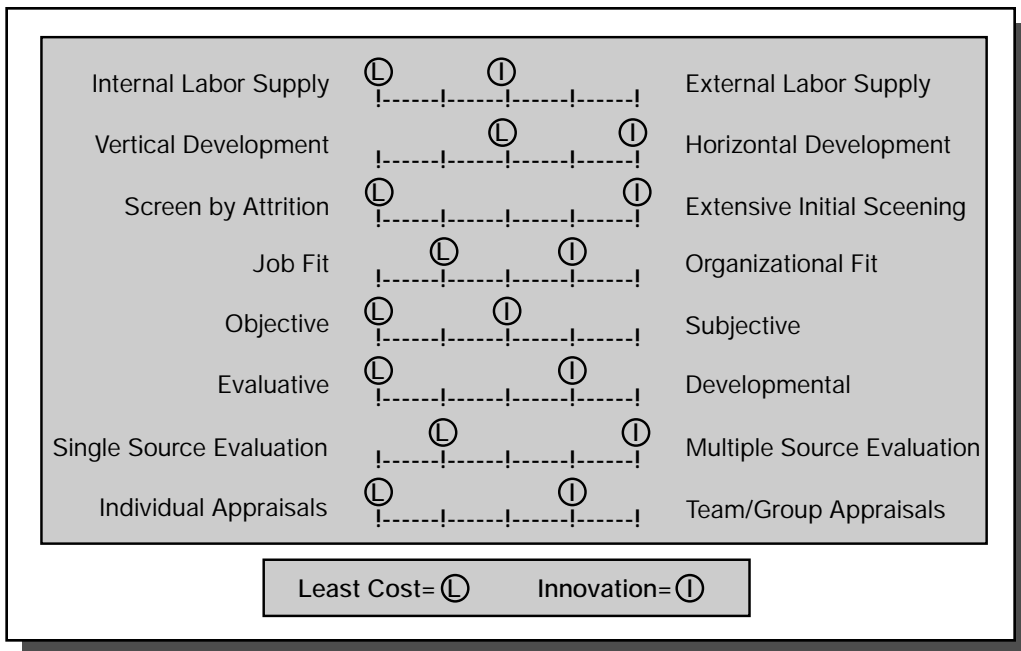 Internal Labor Supply Ⓛ Ⓘ External Labor Supply
!-----!-----!-----!-----!
Vertical Development Ⓛ Ⓘ Horizontal Development
!-----!-----!-----!-----!
Screen by Attrition Ⓛ Ⓘ Extensive Initial Sceening
!-----!-----!-----!-----!
Job Fit Ⓛ Ⓘ Organizational Fit
!-----!-----!-----!-----!
Objective Ⓛ Ⓘ Subjective
!-----!-----!-----!-----!
Evaluative Ⓛ Ⓘ Developmental
!-----!-----!-----!-----!
Single Source Evaluation Ⓛ Ⓘ Multiple Source Evaluation
!-----!-----!-----!-----!
Individual Appraisals Ⓛ Ⓘ Team/Group Appraisals
!-----!-----!-----!-----!
Least Cost=Ⓛ Innovation=Ⓘ